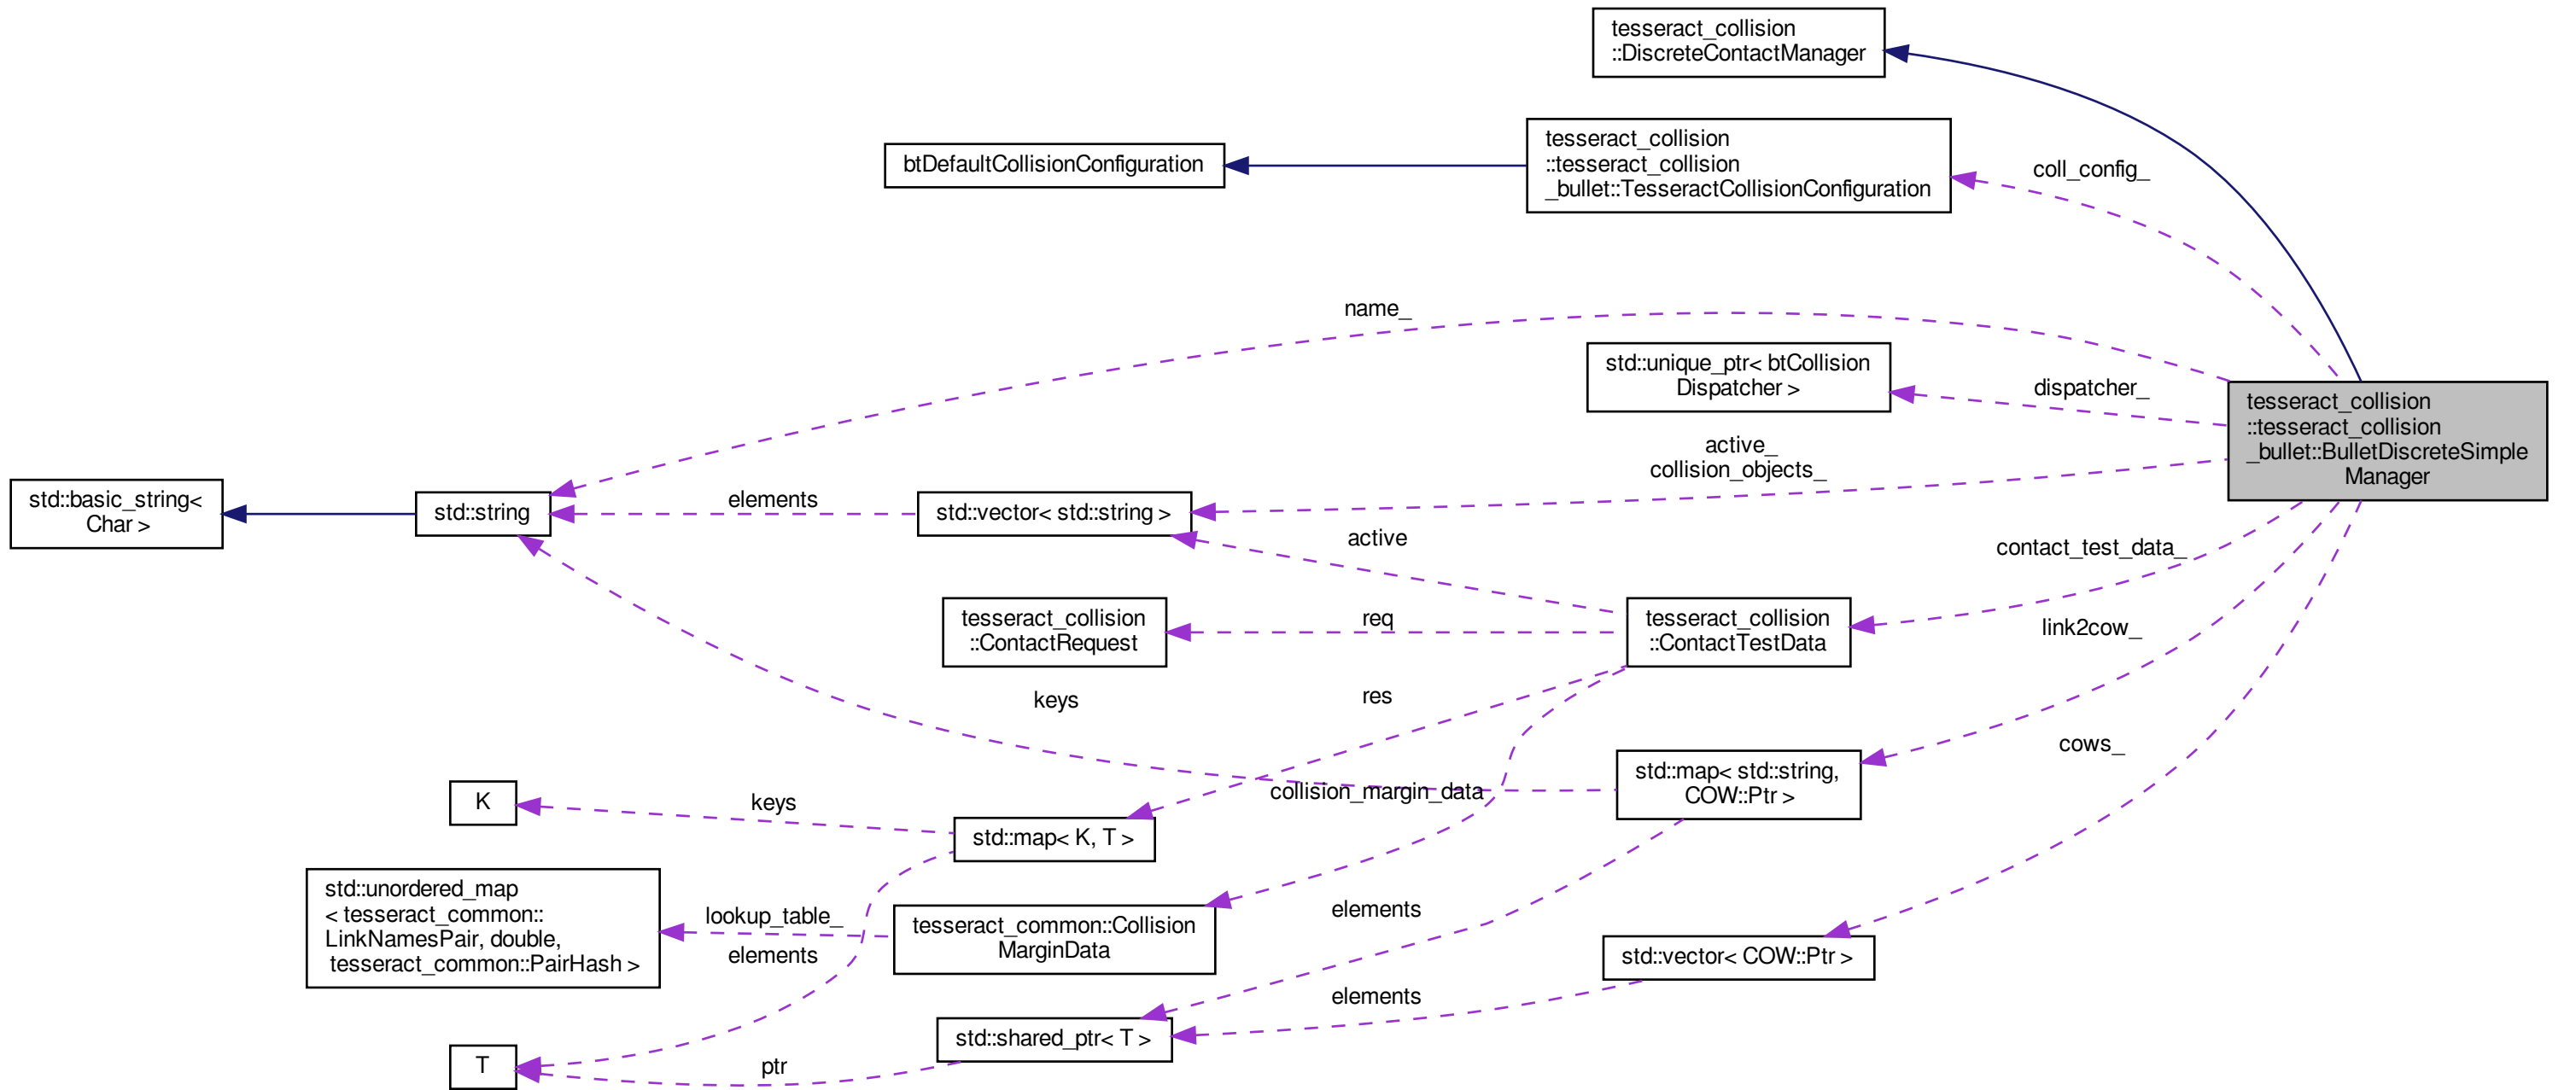 tesseract_collision
::DiscreteContactManager
btDefaultCollisionConfiguration
tesseract_collision
::tesseract_collision
_bullet::TesseractCollisionConfiguration
coll_config_
name_
std::unique_ptr< btCollision
Dispatcher >
dispatcher_
tesseract_collision
::tesseract_collision
_bullet::BulletDiscreteSimple
Manager
active_
collision_objects_
std::basic_string<
Char >
std::string
elements
std::vector< std::string >
active
contact_test_data_
tesseract_collision
::ContactRequest
req
tesseract_collision
::ContactTestData
link2cow_
keys
res
cows_
std::map< std::string,
COW::Ptr >
collision_margin_data
K
keys
std::map< K, T >
std::unordered_map
< tesseract_common::
LinkNamesPair, double,
tesseract_common::PairHash >
lookup_table_
elements
tesseract_common::Collision
MarginData
elements
std::vector< COW::Ptr >
elements
std::shared_ptr< T >
T
ptr